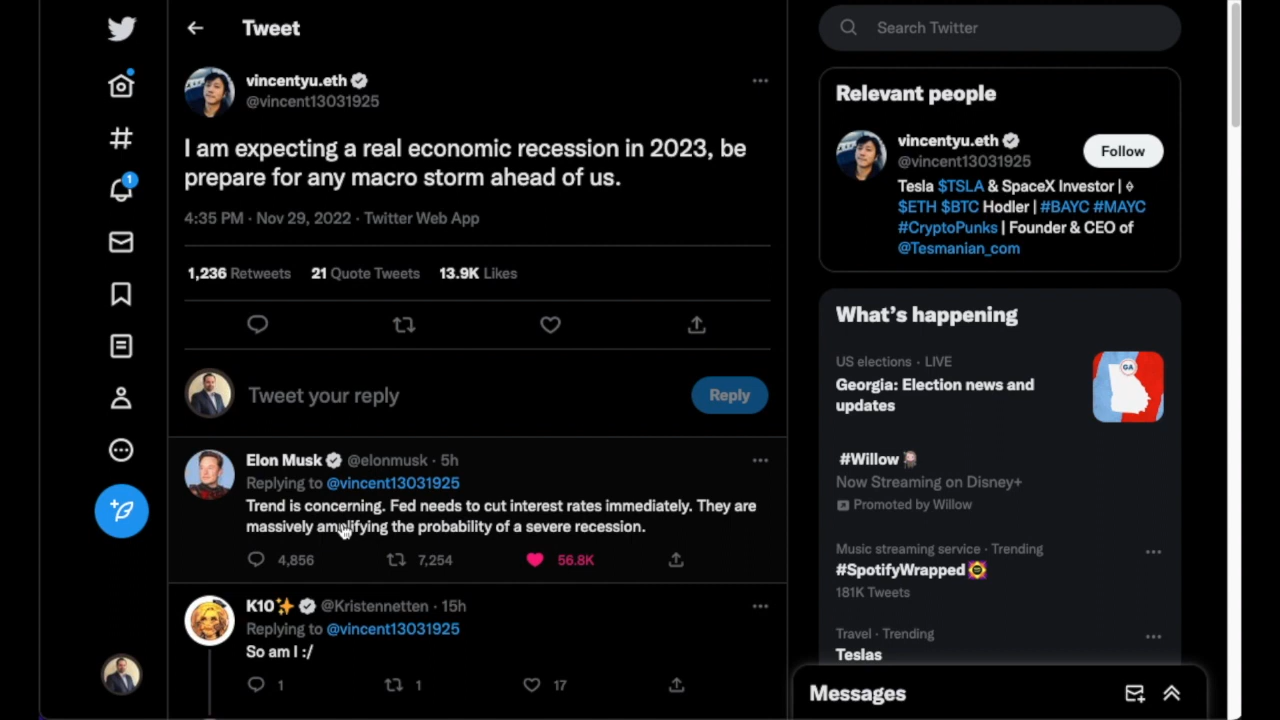 Tweet
vincentyu.eth
@vincent13031925
I am expecting a real economic recession in 2023, be
prepare for any macro storm ahead of us.
4:35 PM · Nov 29, 2022 · Twitter Web App
1,236 Retweets 21 Quote Tweets 13.9K Likes
Tweet your reply
Reply
Elon Musk @elonmusk · 5h
Replying to @vincent13031925
Trend is concerning. Fed needs to cut interest rates immediately. They are
massively amplifying the probability of a severe recession.
4,856 7,254 56.8K
K10✨ @Kristennetten · 15h
Replying to @vincent13031925
So am I :/
1 1 17
1
Search Twitter
Relevant people
vincentyu.eth
@vincent13031925
Follow
Tesla $TSLA & SpaceX Investor | ⬨
$ETH $BTC Hodler | #BAYC #MAYC
#CryptoPunks | Founder & CEO of
@Tesmanian_com
What's happening
US elections · LIVE
Georgia: Election news and
updates
GA
#Willow
Now Streaming on Disney+
Promoted by Willow
Music streaming service · Trending
#SpotifyWrapped
181K Tweets
Travel · Trending
Teslas
Messages